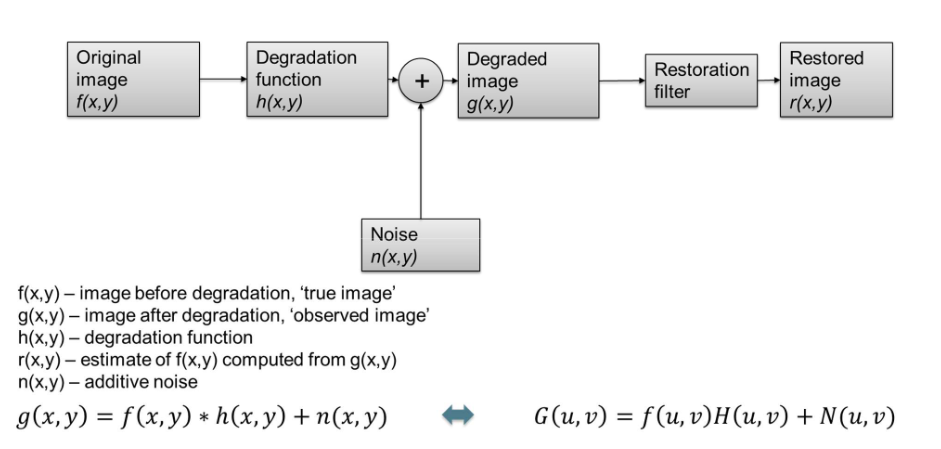 Original
image
f(x,y)
Degradation
function
h(x,y)
+
Degraded
image
g(x,y)
Restoration
filter
Restored
image
r(x,y)
Noise
n(x,y)
f(x,y) – image before degradation, ‘true image’
g(x,y) – image after degradation, ‘observed image’
h(x,y) – degradation function
r(x,y) – estimate of f(x,y) computed from g(x,y)
n(x,y) – additive noise
g(x, y) = f(x, y) ∗ h(x, y) + n(x, y)
G(u, v) = f(u, v)H(u, v) + N(u, v)